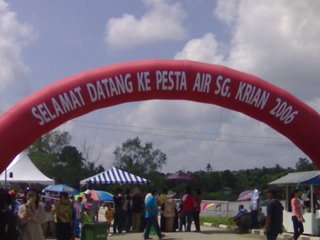 SELAMAT DATANG KE PESTA AIR SG. KRIAN 2006